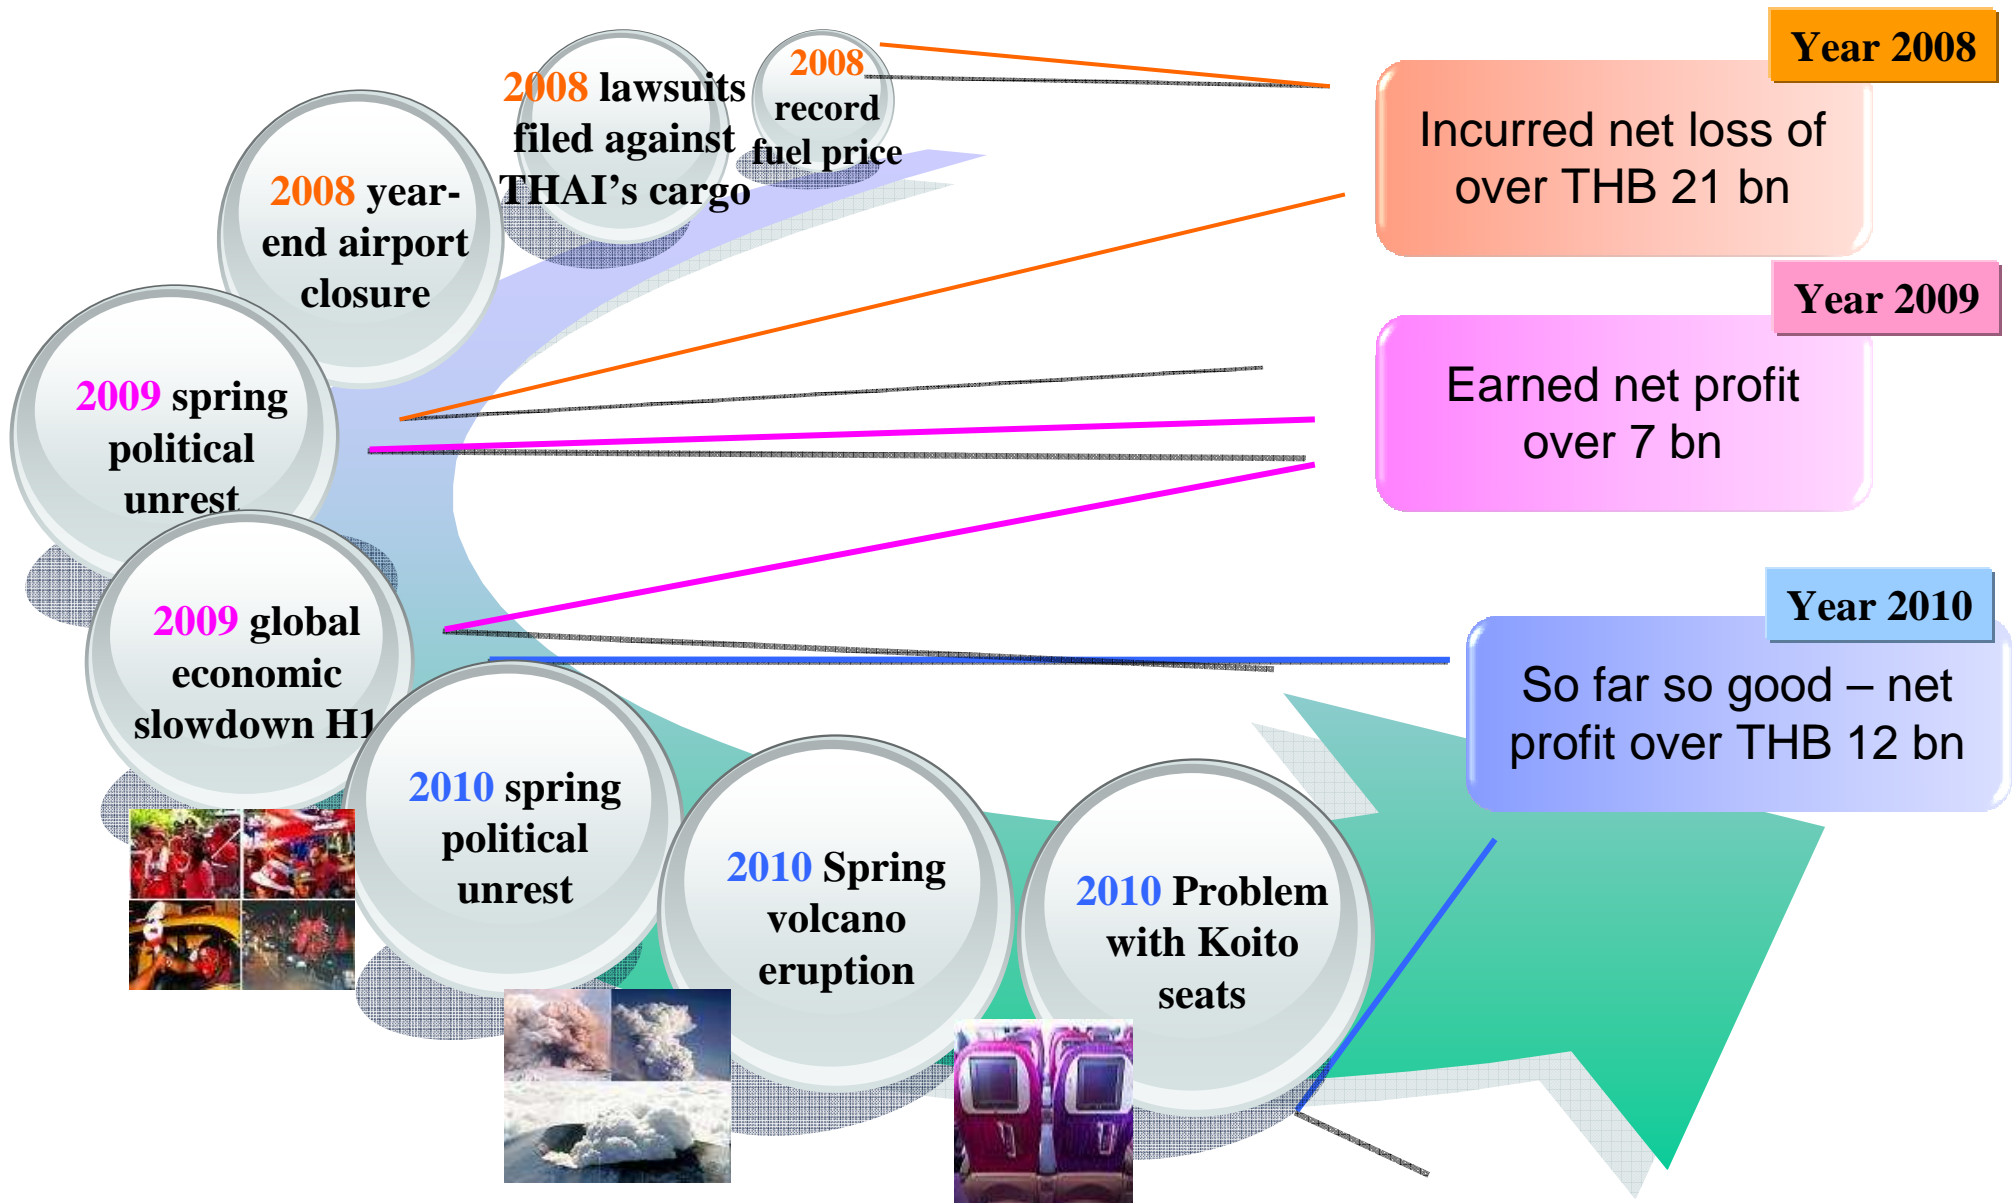 2008
record
fuel price
2008 lawsuits
filed against
THAI’s cargo
2008 year-
end airport
closure
2009 spring
political
unrest
2009 global
economic
slowdown H1
2010 spring
political
unrest
2010 Spring
volcano
eruption
2010 Problem
with Koito
seats
Year 2008
Incurred net loss of
over THB 21 bn
Year 2009
Earned net profit
over 7 bn
Year 2010
So far so good – net
profit over THB 12 bn